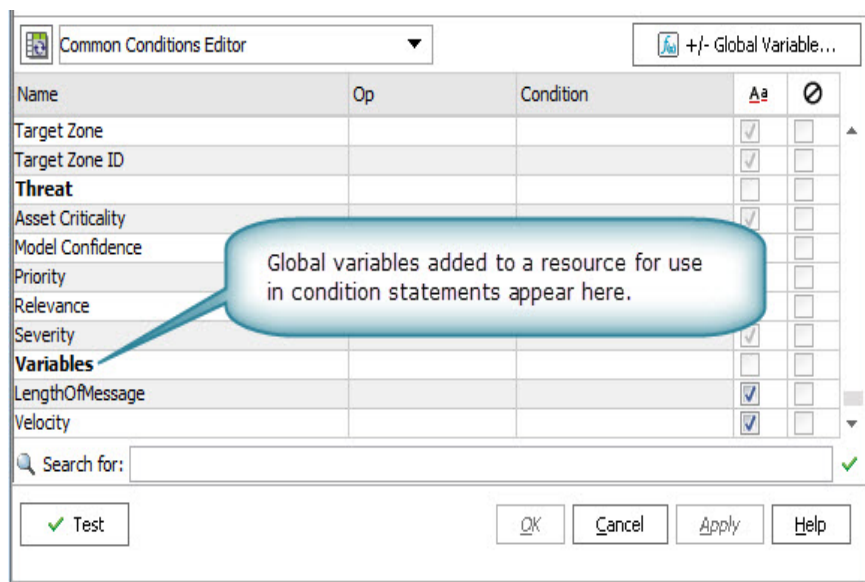 Common Conditions Editor
+/- Global Variable...
Name Op Condition Aa
Target Zone
Target Zone ID
Threat
Asset Criticality
Model Confidence
Priority
Relevance
Severity
Variables
LengthOfMessage
Velocity
Global variables added to a resource for use
in condition statements appear here.
Search for:
Test OK Cancel Apply Help